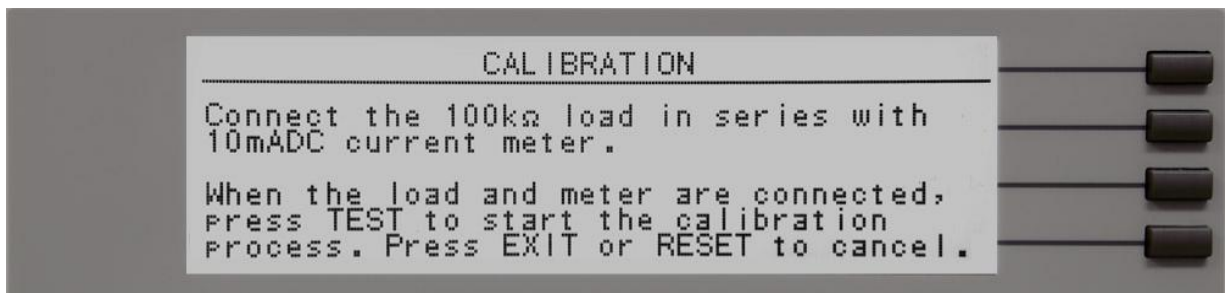 CALIBRATION
Connect the 100kΩ load in series with
10mADC current meter.
When the load and meter are connected,
press TEST to start the calibration
process. Press EXIT or RESET to cancel.